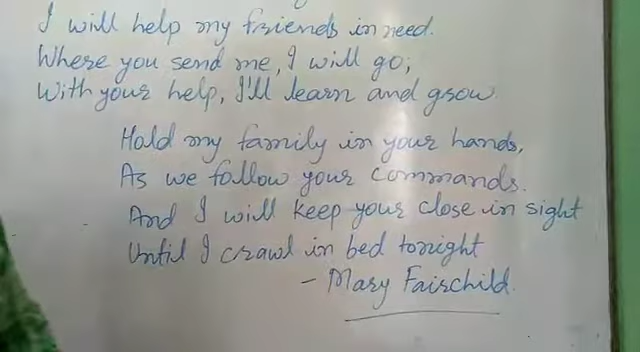 I will help my friends in need.
Where you send me, I will go;
With your help, I'll learn and grow.
Hold my family in your hands,
As we follow your commands.
And I will keep your close in sight
Until I crawl in bed tonight
- Mary Fairchild.